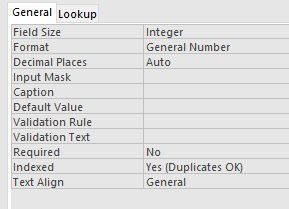 General Lookup
Field Size Integer
Format General Number
Decimal Places Auto
Input Mask
Caption
Default Value
Validation Rule
Validation Text
Required No
Indexed Yes (Duplicates OK)
Text Align General